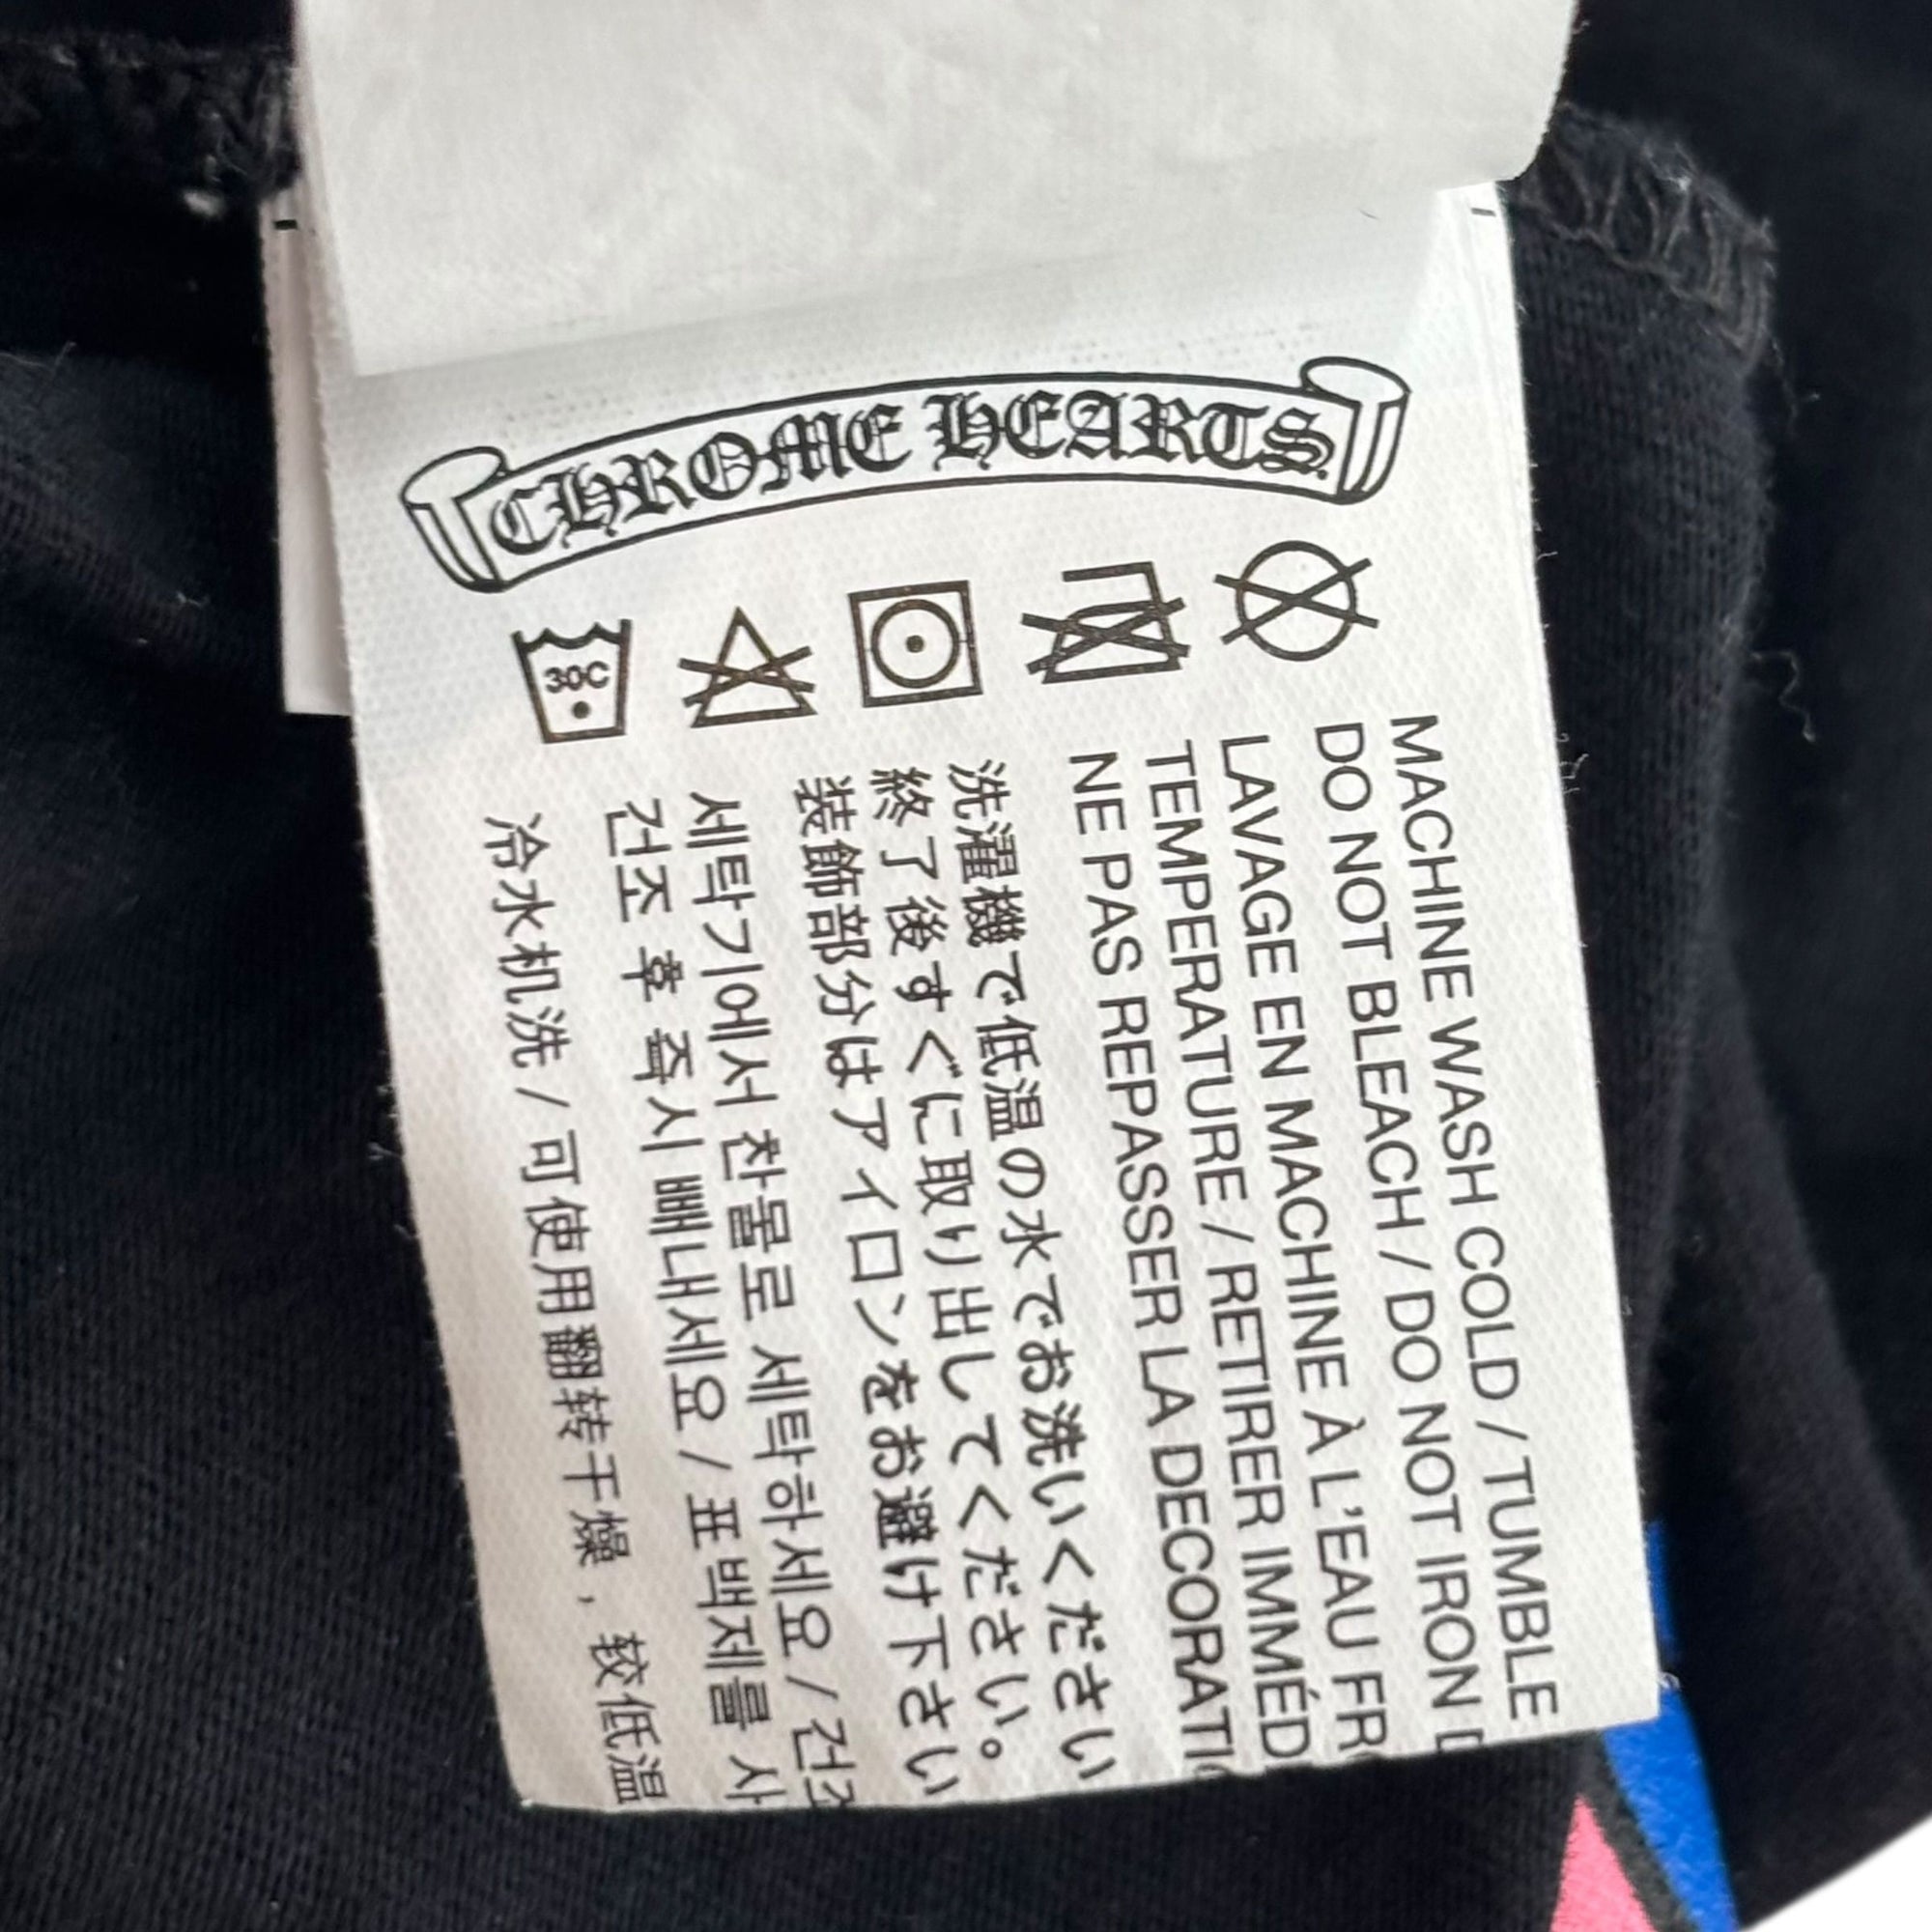 CHROME HEARTS
30C
MACHINE WASH COLD / TUMBLE
DO NOT BLEACH / DO NOT IRON
LAVAGE EN MACHINE À L'EAU FR
TEMPERATURE / RETIRER IMMÉD
NE PAS REPASSER LA DECORATI
洗濯機で低温の水でお洗いください
終了後すぐに取り出してください。
装飾部分はアイロンをお避け下さい
세탁기에서 찬물로 세탁하세요 / 건조
건조 후 즉시 빼내세요 / 표백제를 사
冷水机洗 / 可使用翻转干燥，较低温